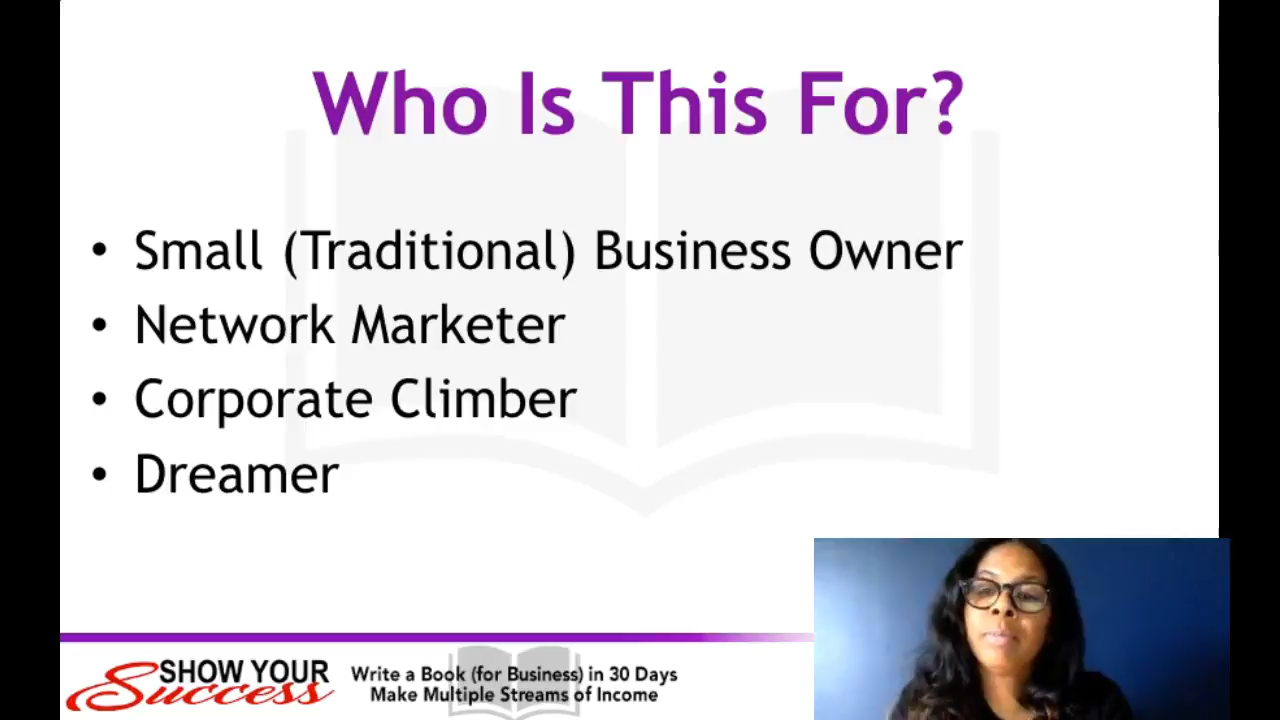 Who Is This For?
• Small (Traditional) Business Owner
• Network Marketer
• Corporate Climber
• Dreamer
SHOW YOUR
Success
Write a Book (for Business) in 30 Days
Make Multiple Streams of Income